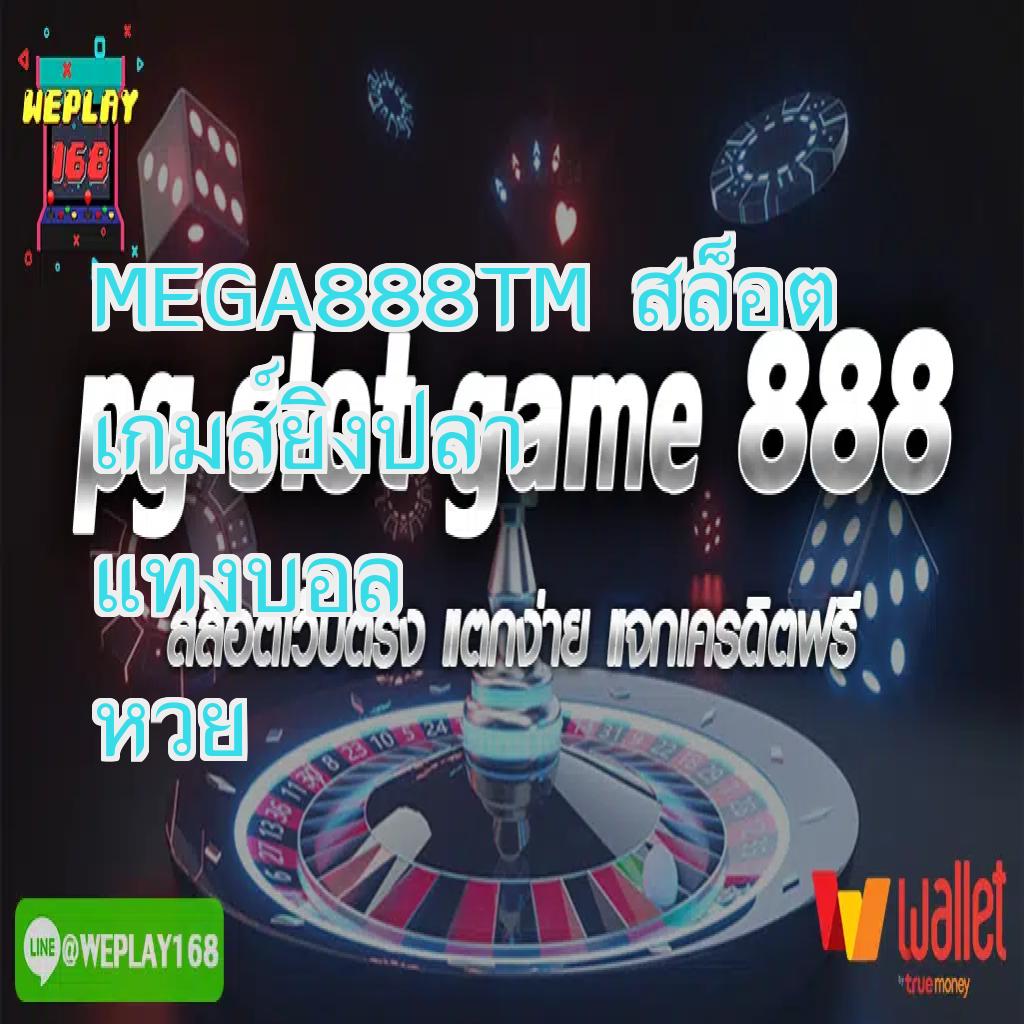 WEPLAY
168
MEGA888TM สล็อต
pg slot game 888
เกมส์ยิงปลา
แทงบอล
สล็อตเว็บตรง แตกง่าย แจกเครดิตฟรี
หวย
LINE @WEPLAY168
wallet
by truemoney